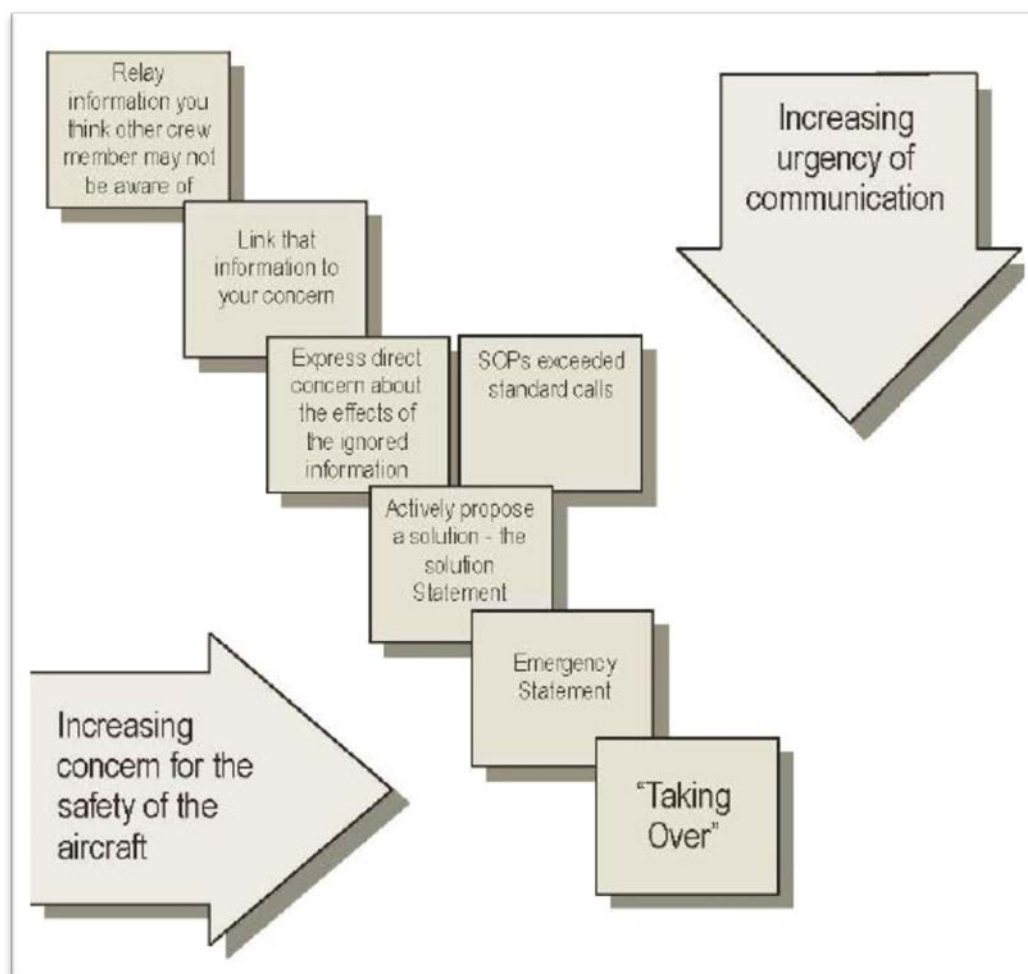 Relay
information you
think other crew
member may not
be aware of
Increasing
urgency of
communication
Link that
information to
your concern
Express direct
concern about
the effects of
the ignored
information
SOPs exceeded
standard calls
Actively propose
a solution - the
solution
Statement
Emergency
Statement
Increasing
concern for the
safety of the
aircraft
“Taking
Over”